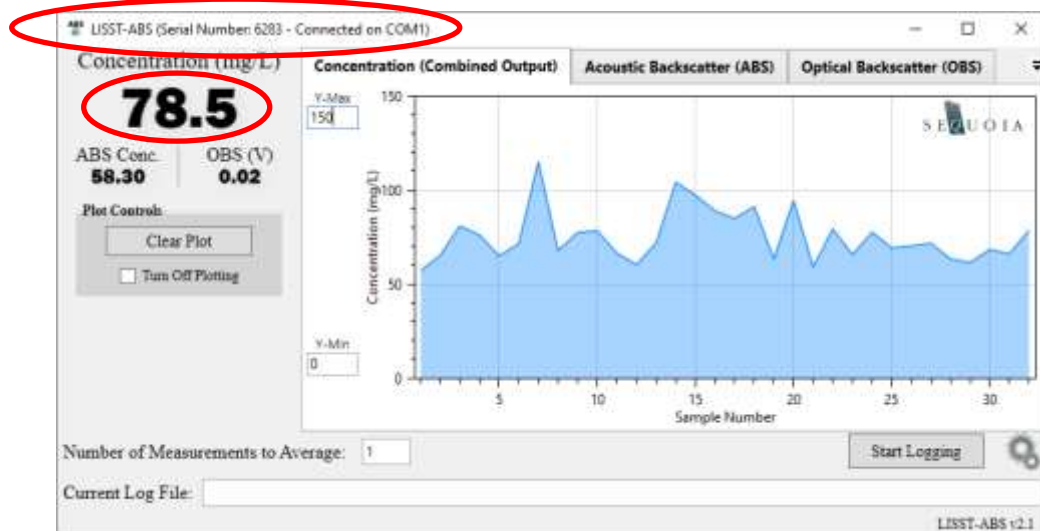 LISST-ABS (Serial Number: 6283 - Connected on COM1)
Concentration (mg/L)
78.5
ABS Conc.
58.30
OBS (V)
0.02
Plot Controls
Clear Plot
Turn Off Plotting
Concentration (Combined Output)
Acoustic Backscatter (ABS)
Optical Backscatter (OBS)
Y-Max
150
Y-Min
0
SEQUOIA
Concentration (mg/L)
150
100
50
0
5
10
15
20
25
30
Sample Number
Number of Measurements to Average:
1
Start Logging
Current Log File:
LISST-ABS v2.1